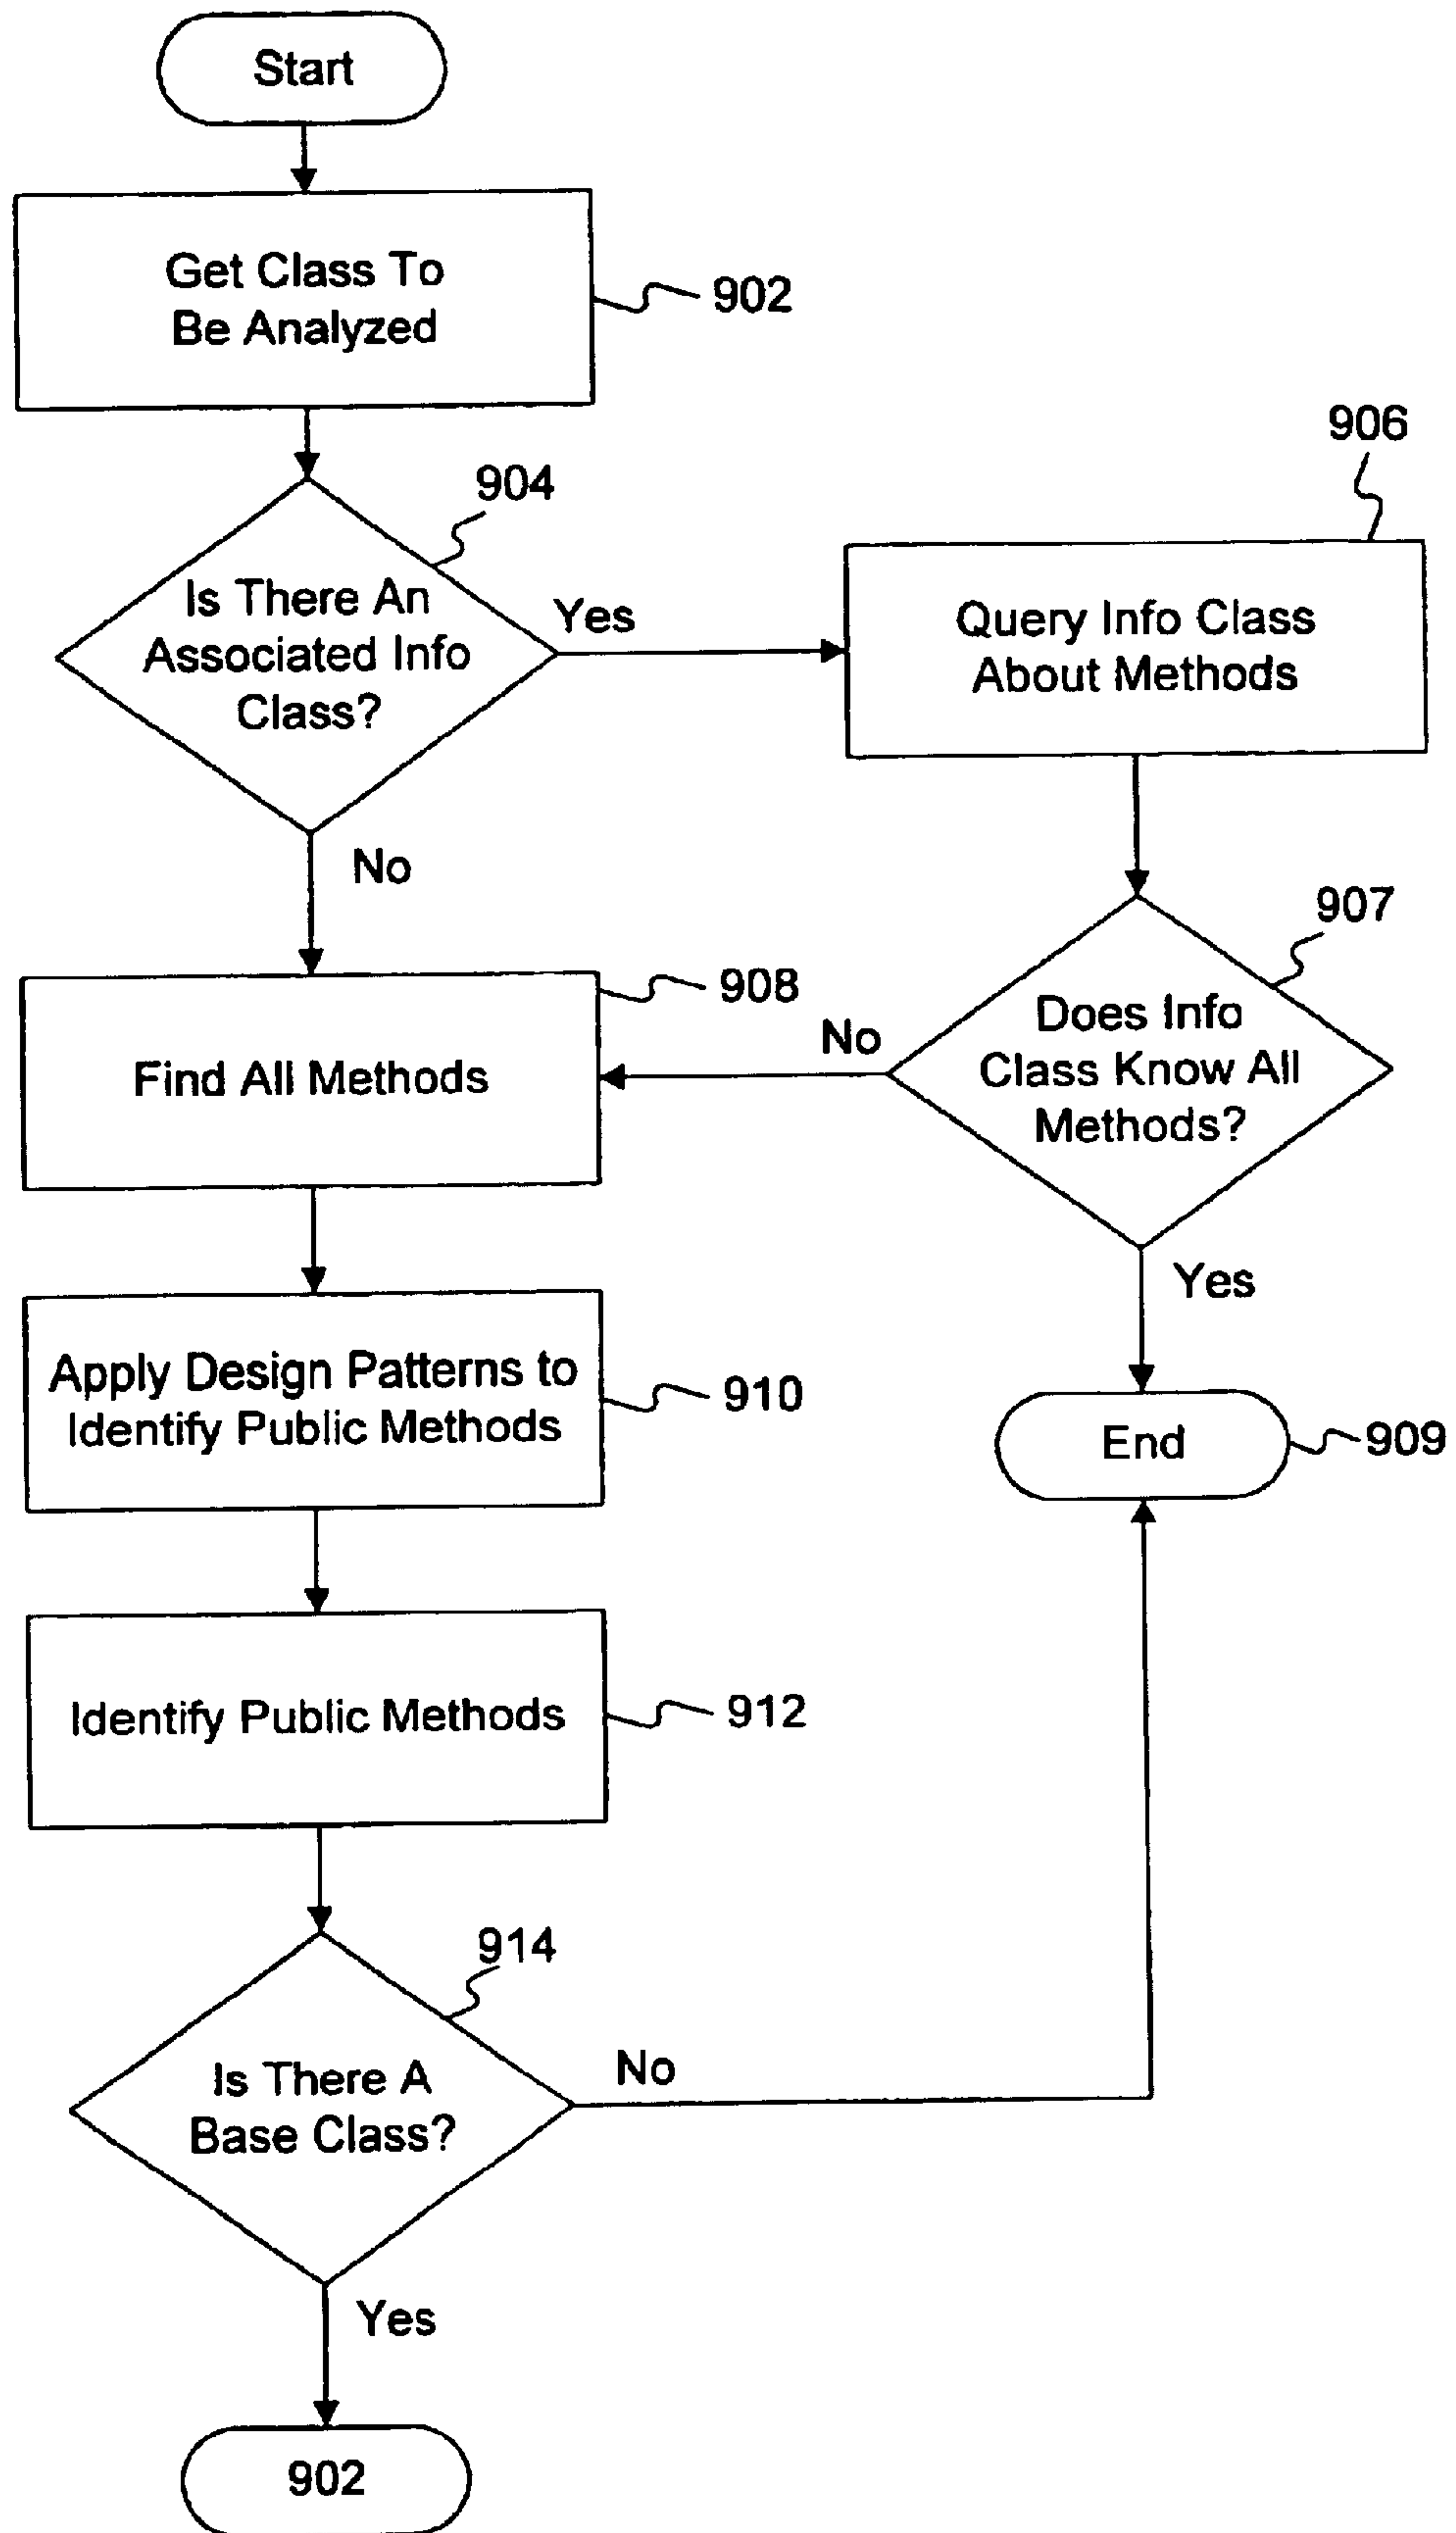 Start
Get Class To
Be Analyzed
902
904
Is There An
Associated Info
Class?
Yes
No
906
Query Info Class
About Methods
907
Does Info
Class Know All
Methods?
No
Yes
908
Find All Methods
Apply Design Patterns to
Identify Public Methods
910
End
909
Identify Public Methods
912
914
Is There A
Base Class?
No
Yes
902